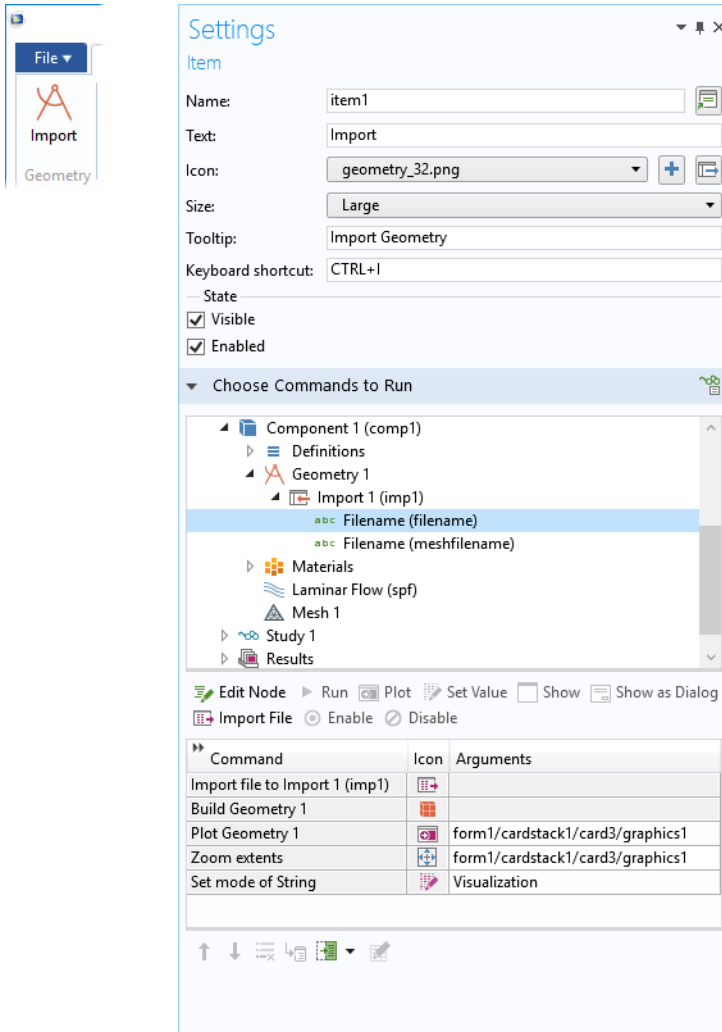 File
Import
Geometry
Settings
Item
Name: item1
Text: Import
Icon: geometry_32.png
Size: Large
Tooltip: Import Geometry
Keyboard shortcut: CTRL+I
State
Visible
Enabled
Choose Commands to Run
Component 1 (comp1)
Definitions
Geometry 1
Import 1 (imp1)
abc Filename (filename)
abc Filename (meshfilename)
Materials
Laminar Flow (spf)
Mesh 1
Study 1
Results
Edit Node Run Plot Set Value Show Show as Dialog
Import File Enable Disable
Command Icon Arguments
Import file to Import 1 (imp1)
Build Geometry 1
Plot Geometry 1 form1/cardstack1/card3/graphics1
Zoom extents form1/cardstack1/card3/graphics1
Set mode of String Visualization